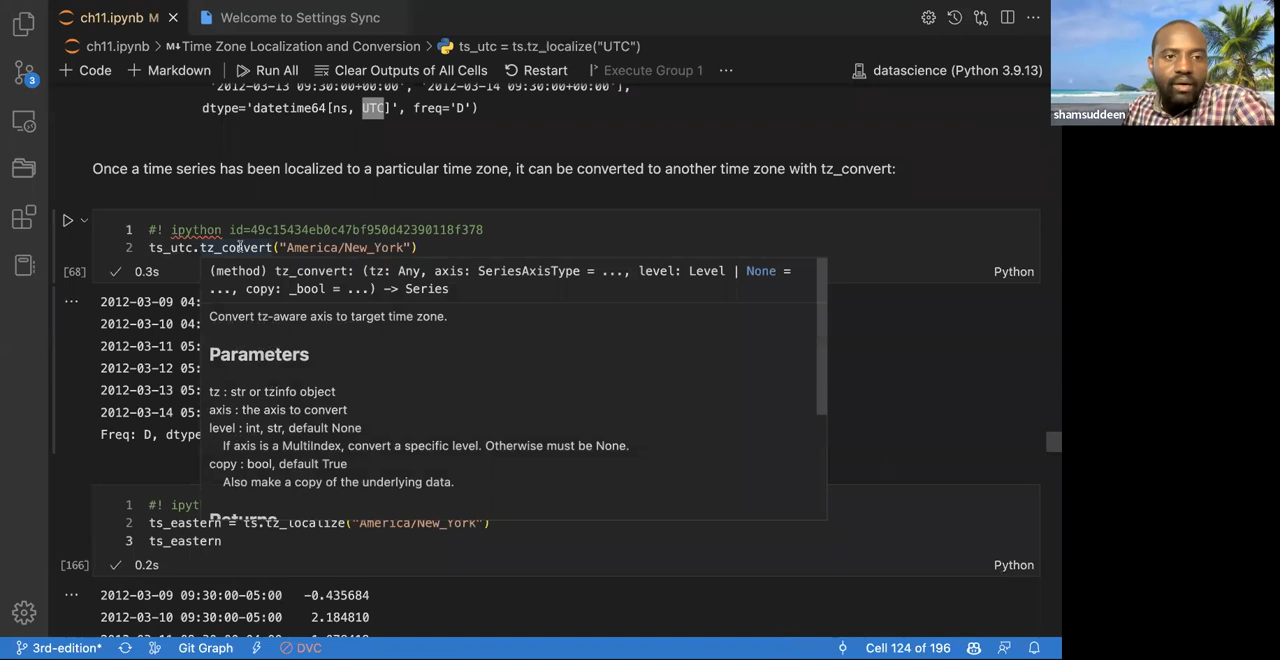 ch11.ipynb M
Welcome to Settings Sync
ch11.ipynb > M↓Time Zone Localization and Conversion > ts_utc = ts.tz_localize("UTC")
+ Code + Markdown Run All Clear Outputs of All Cells Restart Execute Group 1 ... datascience (Python 3.9.13)
'2012-03-13 09:30:00+00:00', '2012-03-14 09:30:00+00:00'],
dtype='datetime64[ns, UTC]', freq='D')
shamsuddeen
3
Once a time series has been localized to a particular time zone, it can be converted to another time zone with tz_convert:
1 #! ipython id=49c15434eb0c47bf950d42390118f378
2 ts_utc.tz_convert("America/New_York")
[68] 0.3s Python
(method) tz_convert: (tz: Any, axis: SeriesAxisType = ..., level: Level | None =
..., copy: _bool = ...) -> Series
2012-03-09 04:
Convert tz-aware axis to target time zone.
2012-03-10 04:
2012-03-11 05:
Parameters
2012-03-12 05:
2012-03-13 05:
tz : str or tzinfo object
2012-03-14 05:
axis : the axis to convert
Freq: D, dtype
level : int, str, default None
If axis is a MultiIndex, convert a specific level. Otherwise must be None.
copy : bool, default True
Also make a copy of the underlying data.
1 #! ipyt
Returns
2 ts_eastern = ts.tz_localize("America/New_York")
3 ts_eastern
[166] 0.2s Python
2012-03-09 09:30:00-05:00 -0.435684
2012-03-10 09:30:00-05:00 2.184810
3rd-edition* Git Graph DVC Cell 124 of 196